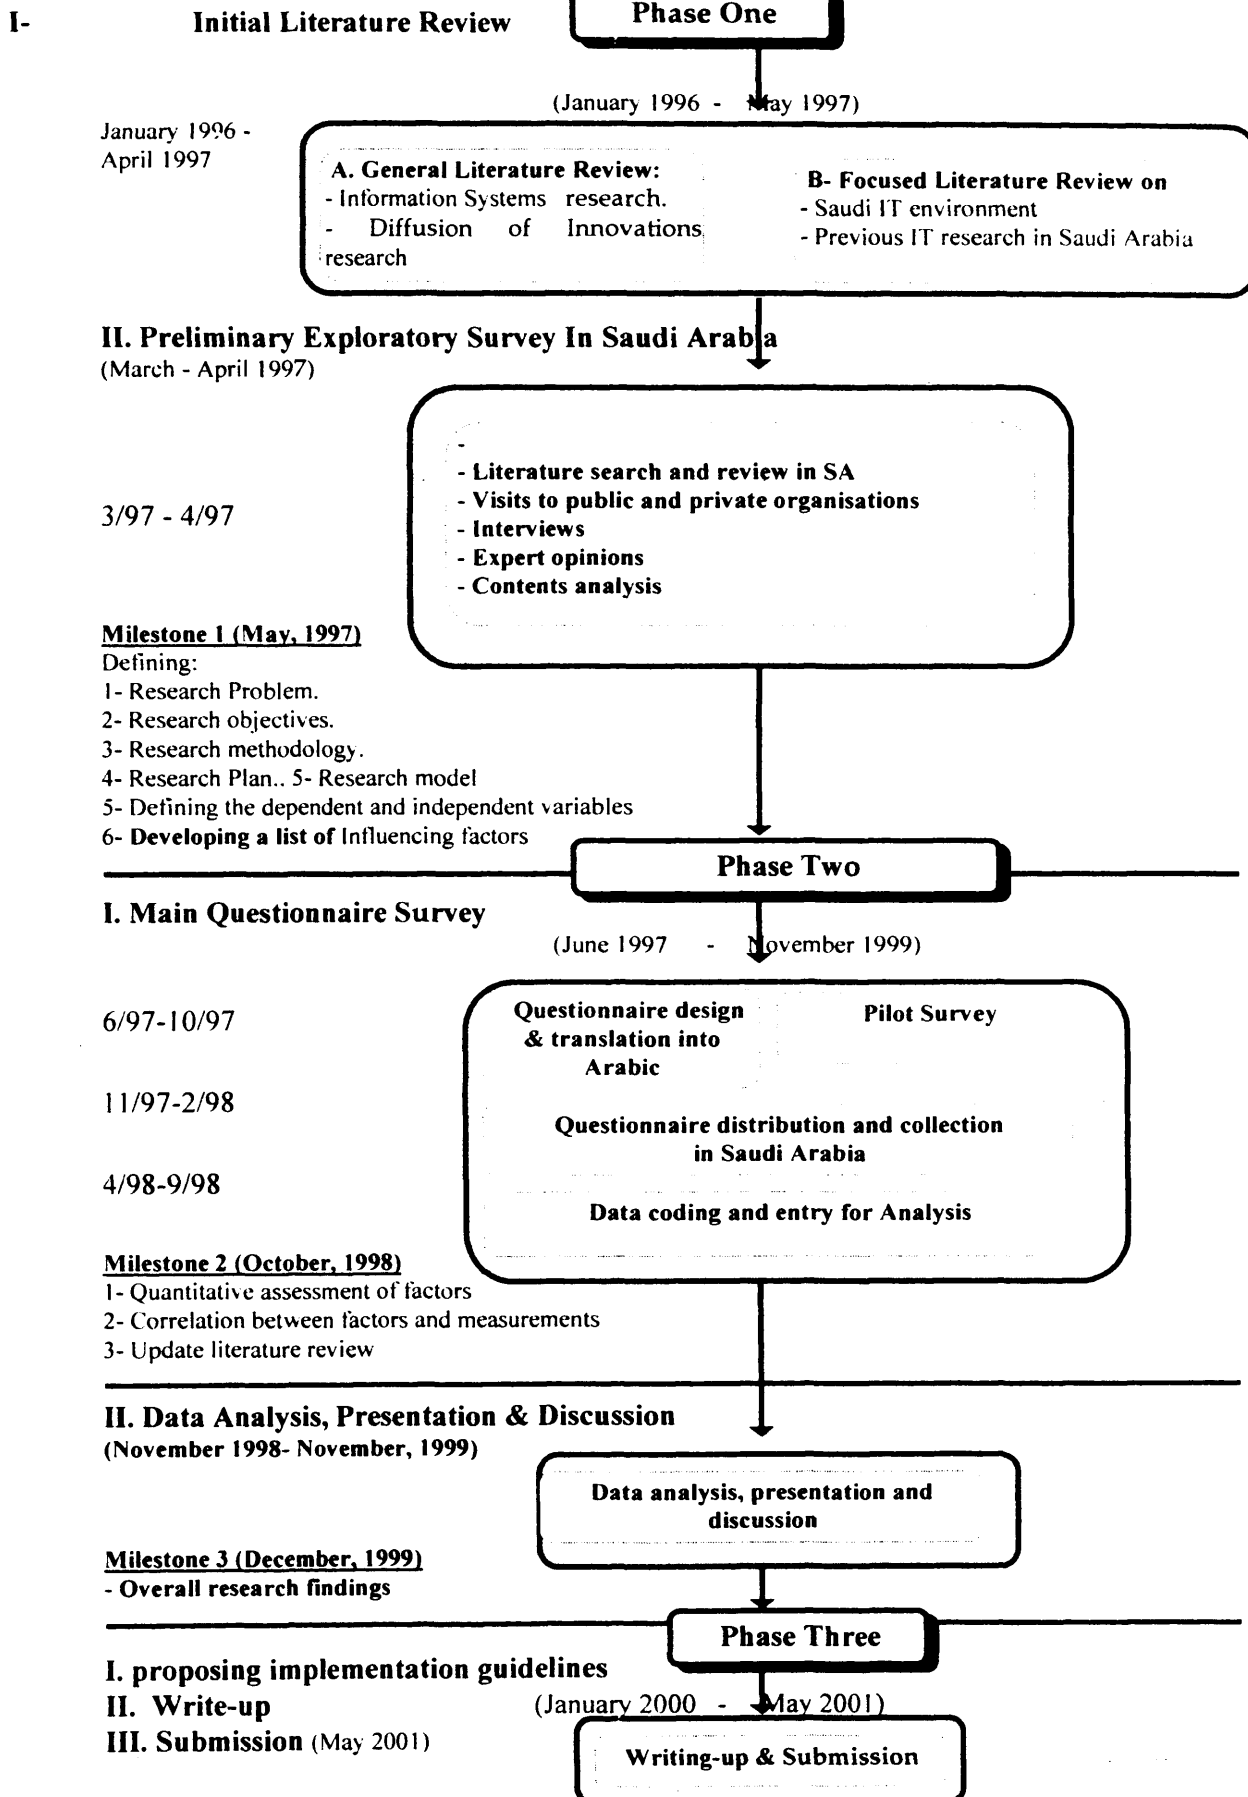 I- Initial Literature Review
Phase One
(January 1996 - May 1997)
January 1996 -
April 1997
A. General Literature Review:
- Information Systems research.
- Diffusion of Innovations
research
B- Focused Literature Review on
- Saudi IT environment
- Previous IT research in Saudi Arabia
II. Preliminary Exploratory Survey In Saudi Arabia
(March - April 1997)
-
- Literature search and review in SA
- Visits to public and private organisations
- Interviews
- Expert opinions
- Contents analysis
3/97 - 4/97
Milestone 1 (May, 1997)
Defining:
1- Research Problem.
2- Research objectives.
3- Research methodology.
4- Research Plan.. 5- Research model
5- Defining the dependent and independent variables
6- Developing a list of Influencing factors
Phase Two
I. Main Questionnaire Survey
(June 1997 - November 1999)
6/97-10/97
Questionnaire design
& translation into
Arabic
Pilot Survey
11/97-2/98
Questionnaire distribution and collection
in Saudi Arabia
4/98-9/98
Data coding and entry for Analysis
Milestone 2 (October, 1998)
1- Quantitative assessment of factors
2- Correlation between factors and measurements
3- Update literature review
II. Data Analysis, Presentation & Discussion
(November 1998- November, 1999)
Data analysis, presentation and
discussion
Milestone 3 (December, 1999)
- Overall research findings
Phase Three
I. proposing implementation guidelines
II. Write-up
(January 2000 - May 2001)
III. Submission (May 2001)
Writing-up & Submission